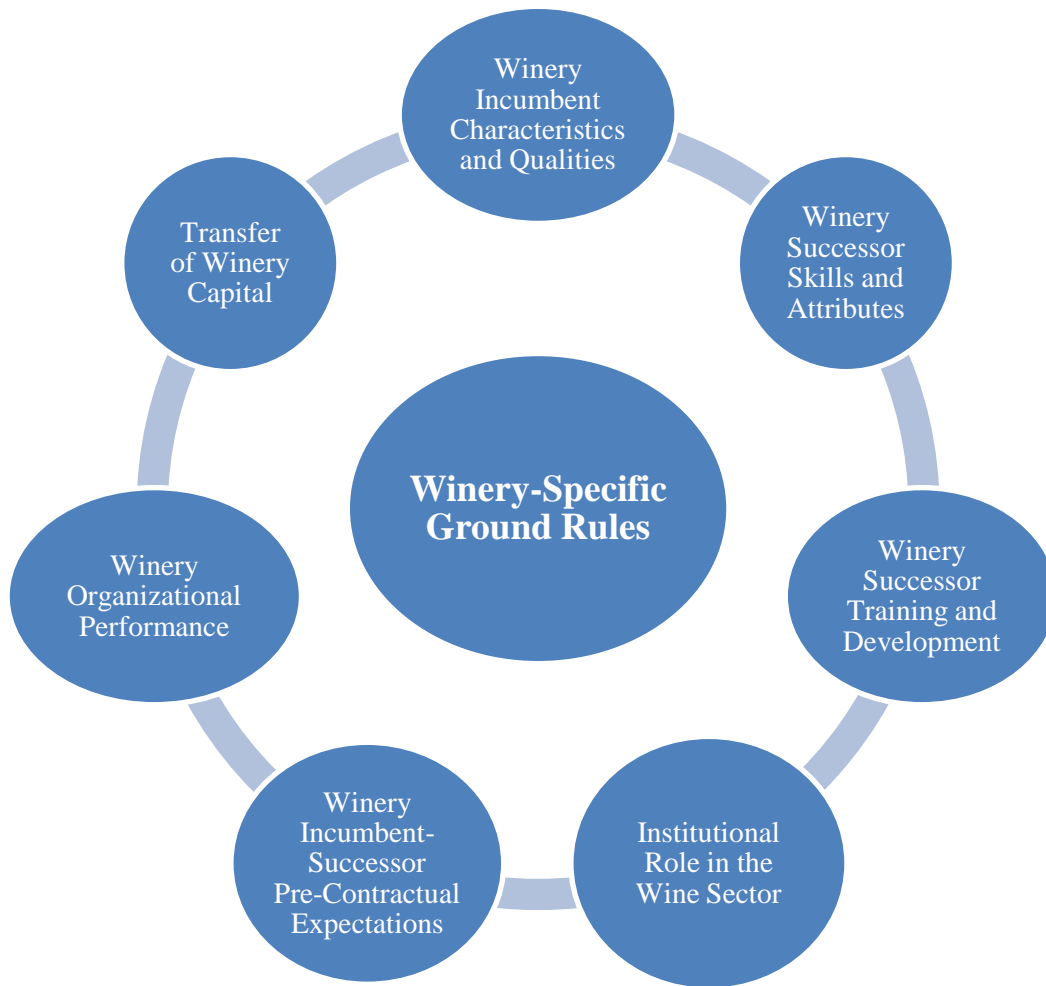 Winery
Incumbent
Characteristics
and Qualities
Winery
Successor
Skills and
Attributes
Winery
Successor
Training and
Development
Institutional
Role in the
Wine Sector
Winery
Incumbent-
Successor
Pre-Contractual
Expectations
Winery
Organizational
Performance
Transfer
of Winery
Capital
Winery-Specific
Ground Rules